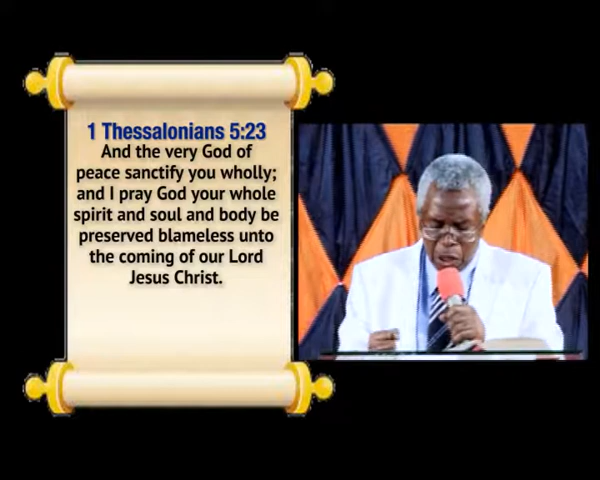 1 Thessalonians 5:23
And the very God of
peace sanctify you wholly;
and I pray God your whole
spirit and soul and body be
preserved blameless unto
the coming of our Lord
Jesus Christ.